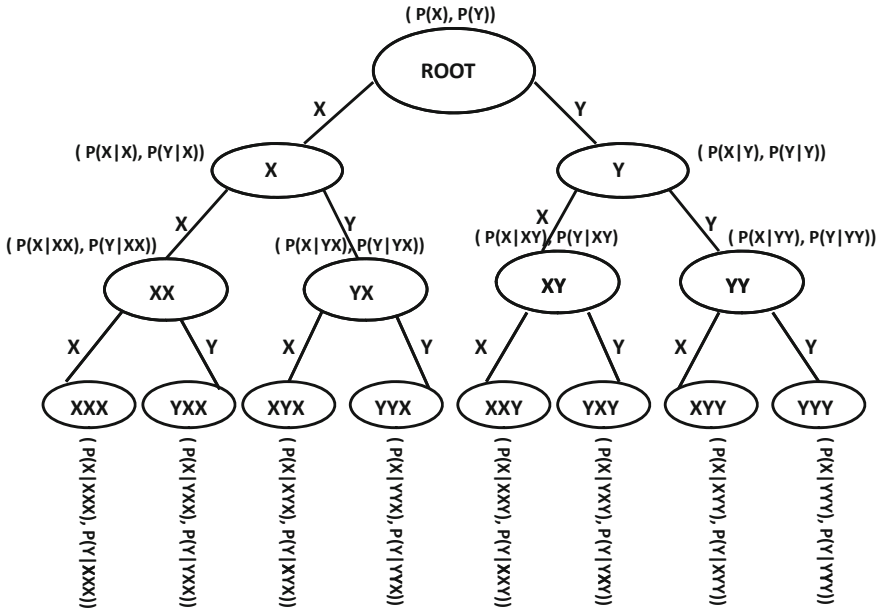 ( P(X), P(Y))
ROOT
X Y
( P(X|X), P(Y|X)) X Y ( P(X|Y), P(Y|Y))
X Y X Y
( P(X|XX), P(Y|XX)) ( P(X|YX), P(Y|YX)) ( P(X|XY), P(Y|XY) ( P(X|YY), P(Y|YY))
XX YX XY YY
X Y X Y X Y X Y
XXX YXX XYX YYX XXY YXY XYY YYY
( P(X|XXX), P(Y|XXX))
( P(X|YXX), P(Y|YXX))
( P(X|XYX), P(Y|XYX))
( P(X|YYX), P(Y|YYX))
( P(X|XXY), P(Y|XXY))
( P(X|YXY), P(Y|YXY))
( P(X|XYY), P(Y|XYY))
( P(X|YYY), P(Y|YYY))